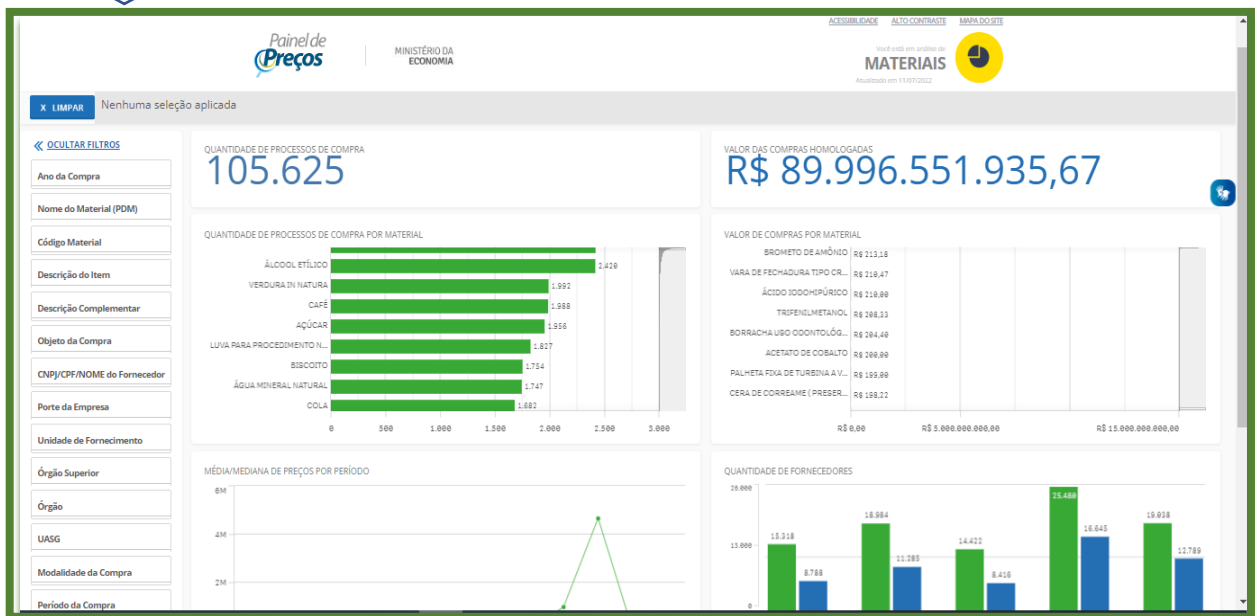 ACESSIBILIDADE ALTO CONTRASTE MAPA DO SITE
Painel de
Preços
MINISTÉRIO DA
ECONOMIA
Você está em análise de
MATERIAIS
Atualizado em 11/07/2022
X LIMPAR Nenhuma seleção aplicada
OCULTAR FILTROS
Ano da Compra
Nome do Material (PDM)
Código Material
Descrição do Item
Descrição Complementar
Objeto da Compra
CNPJ/CPF/NOME do Fornecedor
Porte da Empresa
Unidade de Fornecimento
Órgão Superior
Órgão
UASG
Modalidade da Compra
Período da Compra
QUANTIDADE DE PROCESSOS DE COMPRA
105.625
VALOR DAS COMPRAS HOMOLOGADAS
R$ 89.996.551.935,67
QUANTIDADE DE PROCESSOS DE COMPRA POR MATERIAL
ÁLCOOL ETÍLICO 2.420
VERDURA IN NATURA 1.992
CAFÉ 1.988
AÇÚCAR 1.956
LUVA PARA PROCEDIMENTO N... 1.827
BISCOITO 1.754
ÁGUA MINERAL NATURAL 1.747
COLA 1.682
0 500 1.000 1.500 2.000 2.500 3.000
VALOR DE COMPRAS POR MATERIAL
BROMETO DE AMÔNIO R$ 213,18
VARA DE FECHADURA TIPO CR... R$ 210,47
ÁCIDO IODOHIPÚRICO R$ 210,00
TRIFENILMETANOL R$ 208,33
BORRACHA USO ODONTOLÓG... R$ 204,40
ACETATO DE COBALTO R$ 200,00
PALHETA FIXA DE TURBINA A V... R$ 199,00
CERA DE CORREAME ( PRESER... R$ 198,22
R$ 0,00 R$ 5.000.000.000,00 R$ 15.000.000.000,00
MÉDIA/MEDIANA DE PREÇOS POR PERÍODO
6M
4M
2M
QUANTIDADE DE FORNECEDORES
26.000
13.000
0
15.318 8.788 18.984 11.285 14.422 8.416 25.460 16.645 19.038 12.789